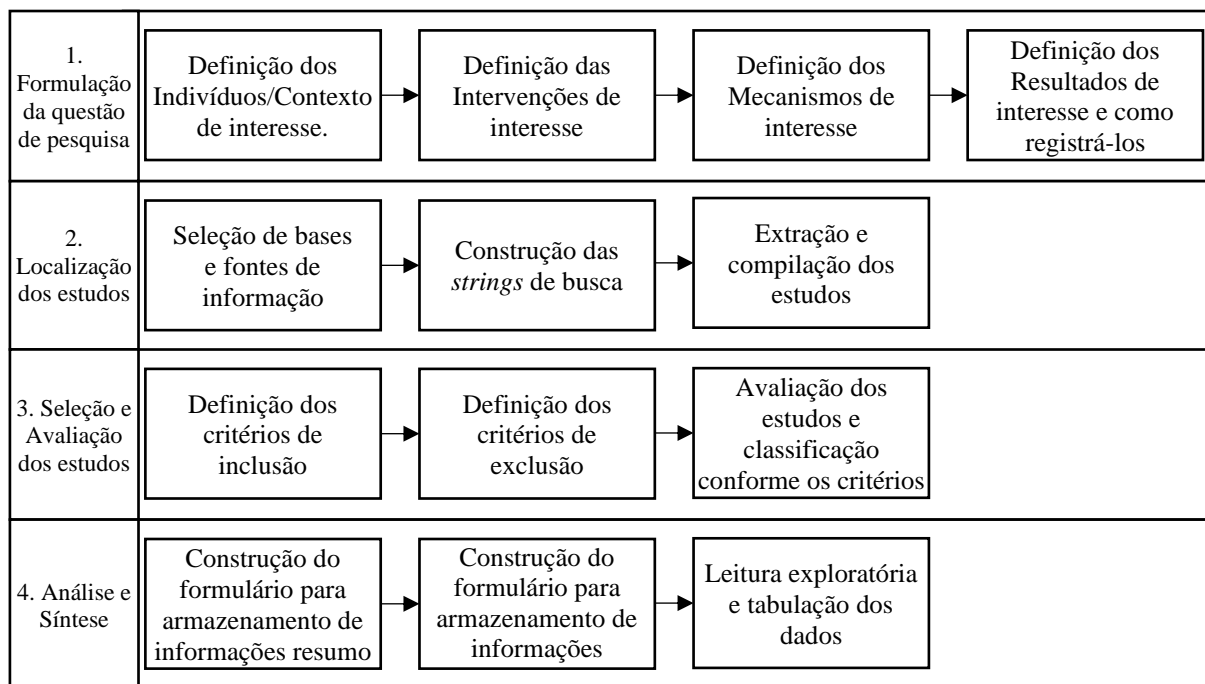 1.
Formulação
da questão
de pesquisa
Definição dos
Indivíduos/Contexto
de interesse.
Definição das
Intervenções de
interesse
Definição dos
Mecanismos de
interesse
Definição dos
Resultados de
interesse e como
registrá-los
2.
Localização
dos estudos
Seleção de bases
e fontes de
informação
Construção das
strings de busca
Extração e
compilação dos
estudos
3. Seleção e
Avaliação
dos estudos
Definição dos
critérios de
inclusão
Definição dos
critérios de
exclusão
Avaliação dos
estudos e
classificação
conforme os critérios
4. Análise e
Síntese
Construção do
formulário para
armazenamento de
informações resumo
Construção do
formulário para
armazenamento de
informações
Leitura exploratória
e tabulação dos
dados